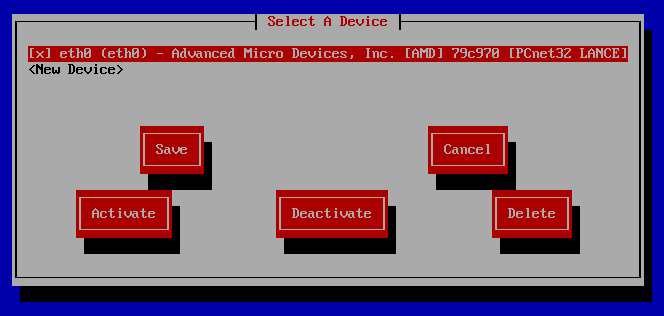 Select A Device
[x] eth0 (eth0) - Advanced Micro Devices, Inc. [AMD] 79c970 [PCnet32 LANCE]
<New Device>
Save Cancel
Activate Deactivate Delete